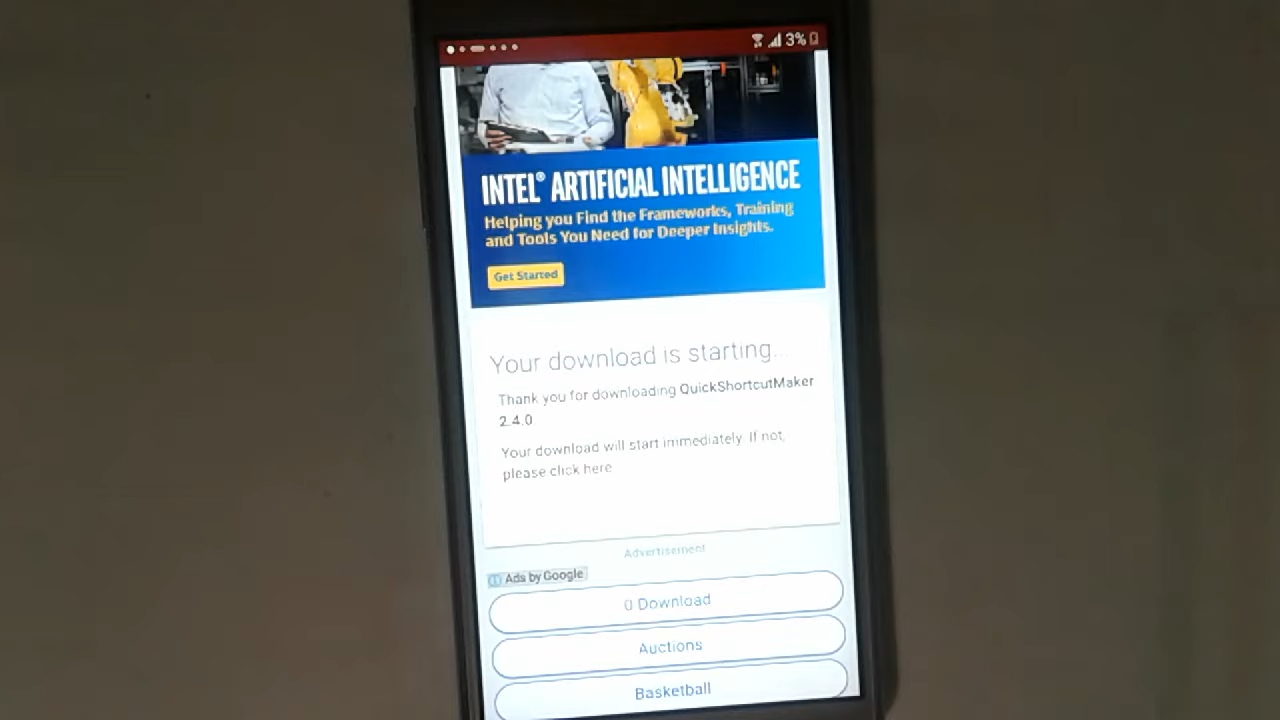 3%
INTEL® ARTIFICIAL INTELLIGENCE
Helping you Find the Frameworks, Training
and Tools You Need for Deeper Insights.
Get Started
Your download is starting...
Thank you for downloading QuickShortcutMaker
2.4.0
Your download will start immediately. If not,
please click here
Advertisement
Ads by Google
0 Download
Auctions
Basketball